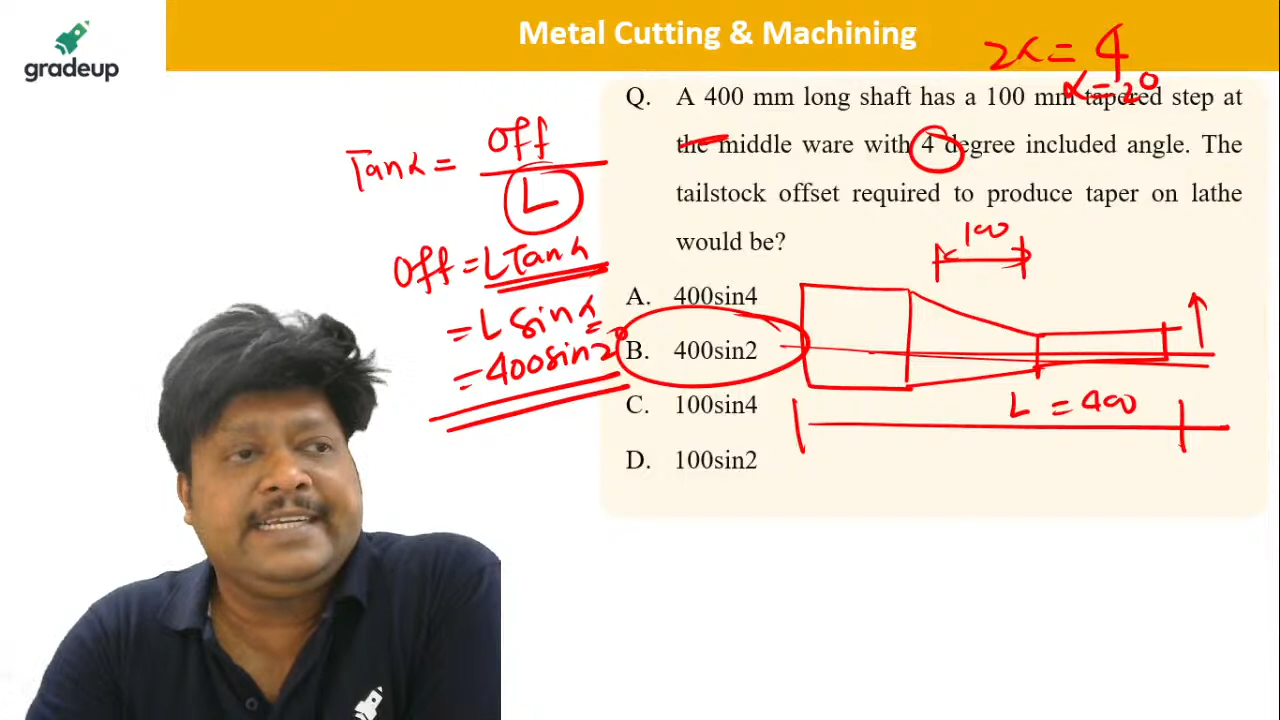 Metal Cutting & Machining
gradeup
2α = 4
α = 2°
Q. A 400 mm long shaft has a 100 mm tapered step at
the middle ware with 4 degree included angle. The
tailstock offset required to produce taper on lathe
would be?
Tanα = Off
L
Off = LTanα
= L sinα
= 400sin2°
A. 400sin4
B. 400sin2
C. 100sin4
D. 100sin2
100
L = 400